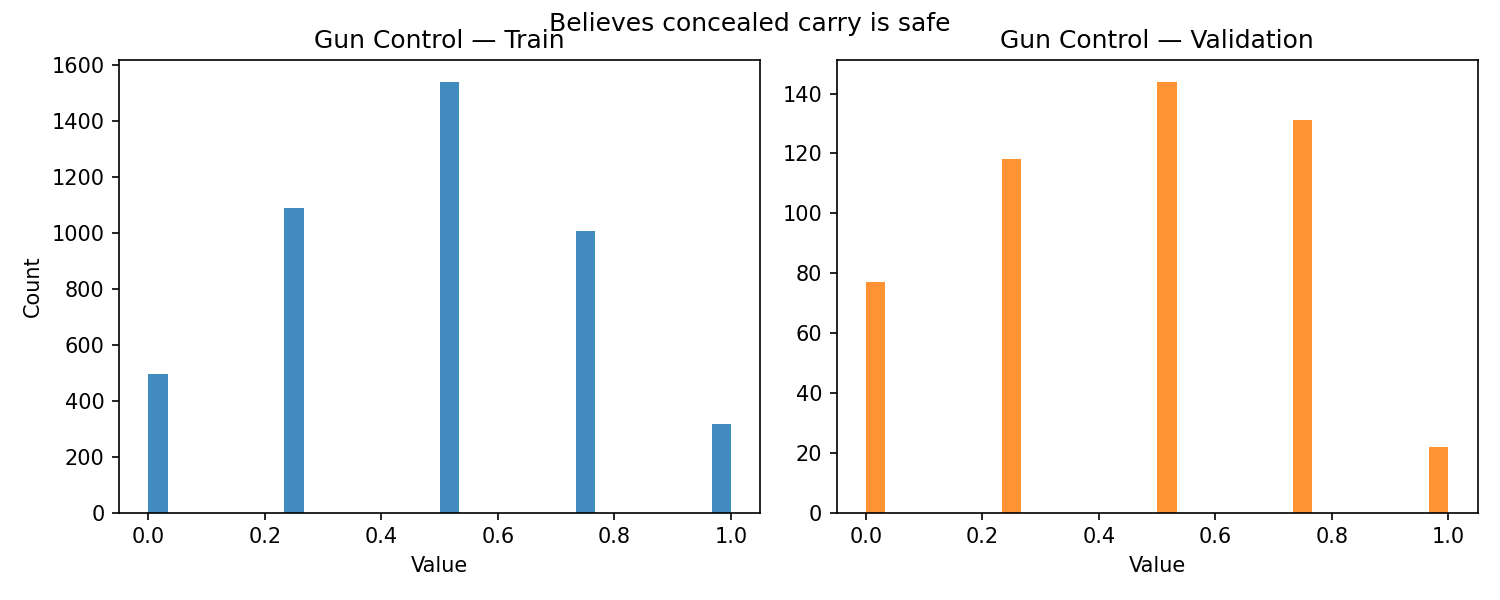 Believes concealed carry is safe
Gun Control — Train
Gun Control — Validation
1600
1400
1200
1000
800
600
400
200
0
Count
0.0 0.2 0.4 0.6 0.8 1.0
Value
140
120
100
80
60
40
20
0
0.0 0.2 0.4 0.6 0.8 1.0
Value